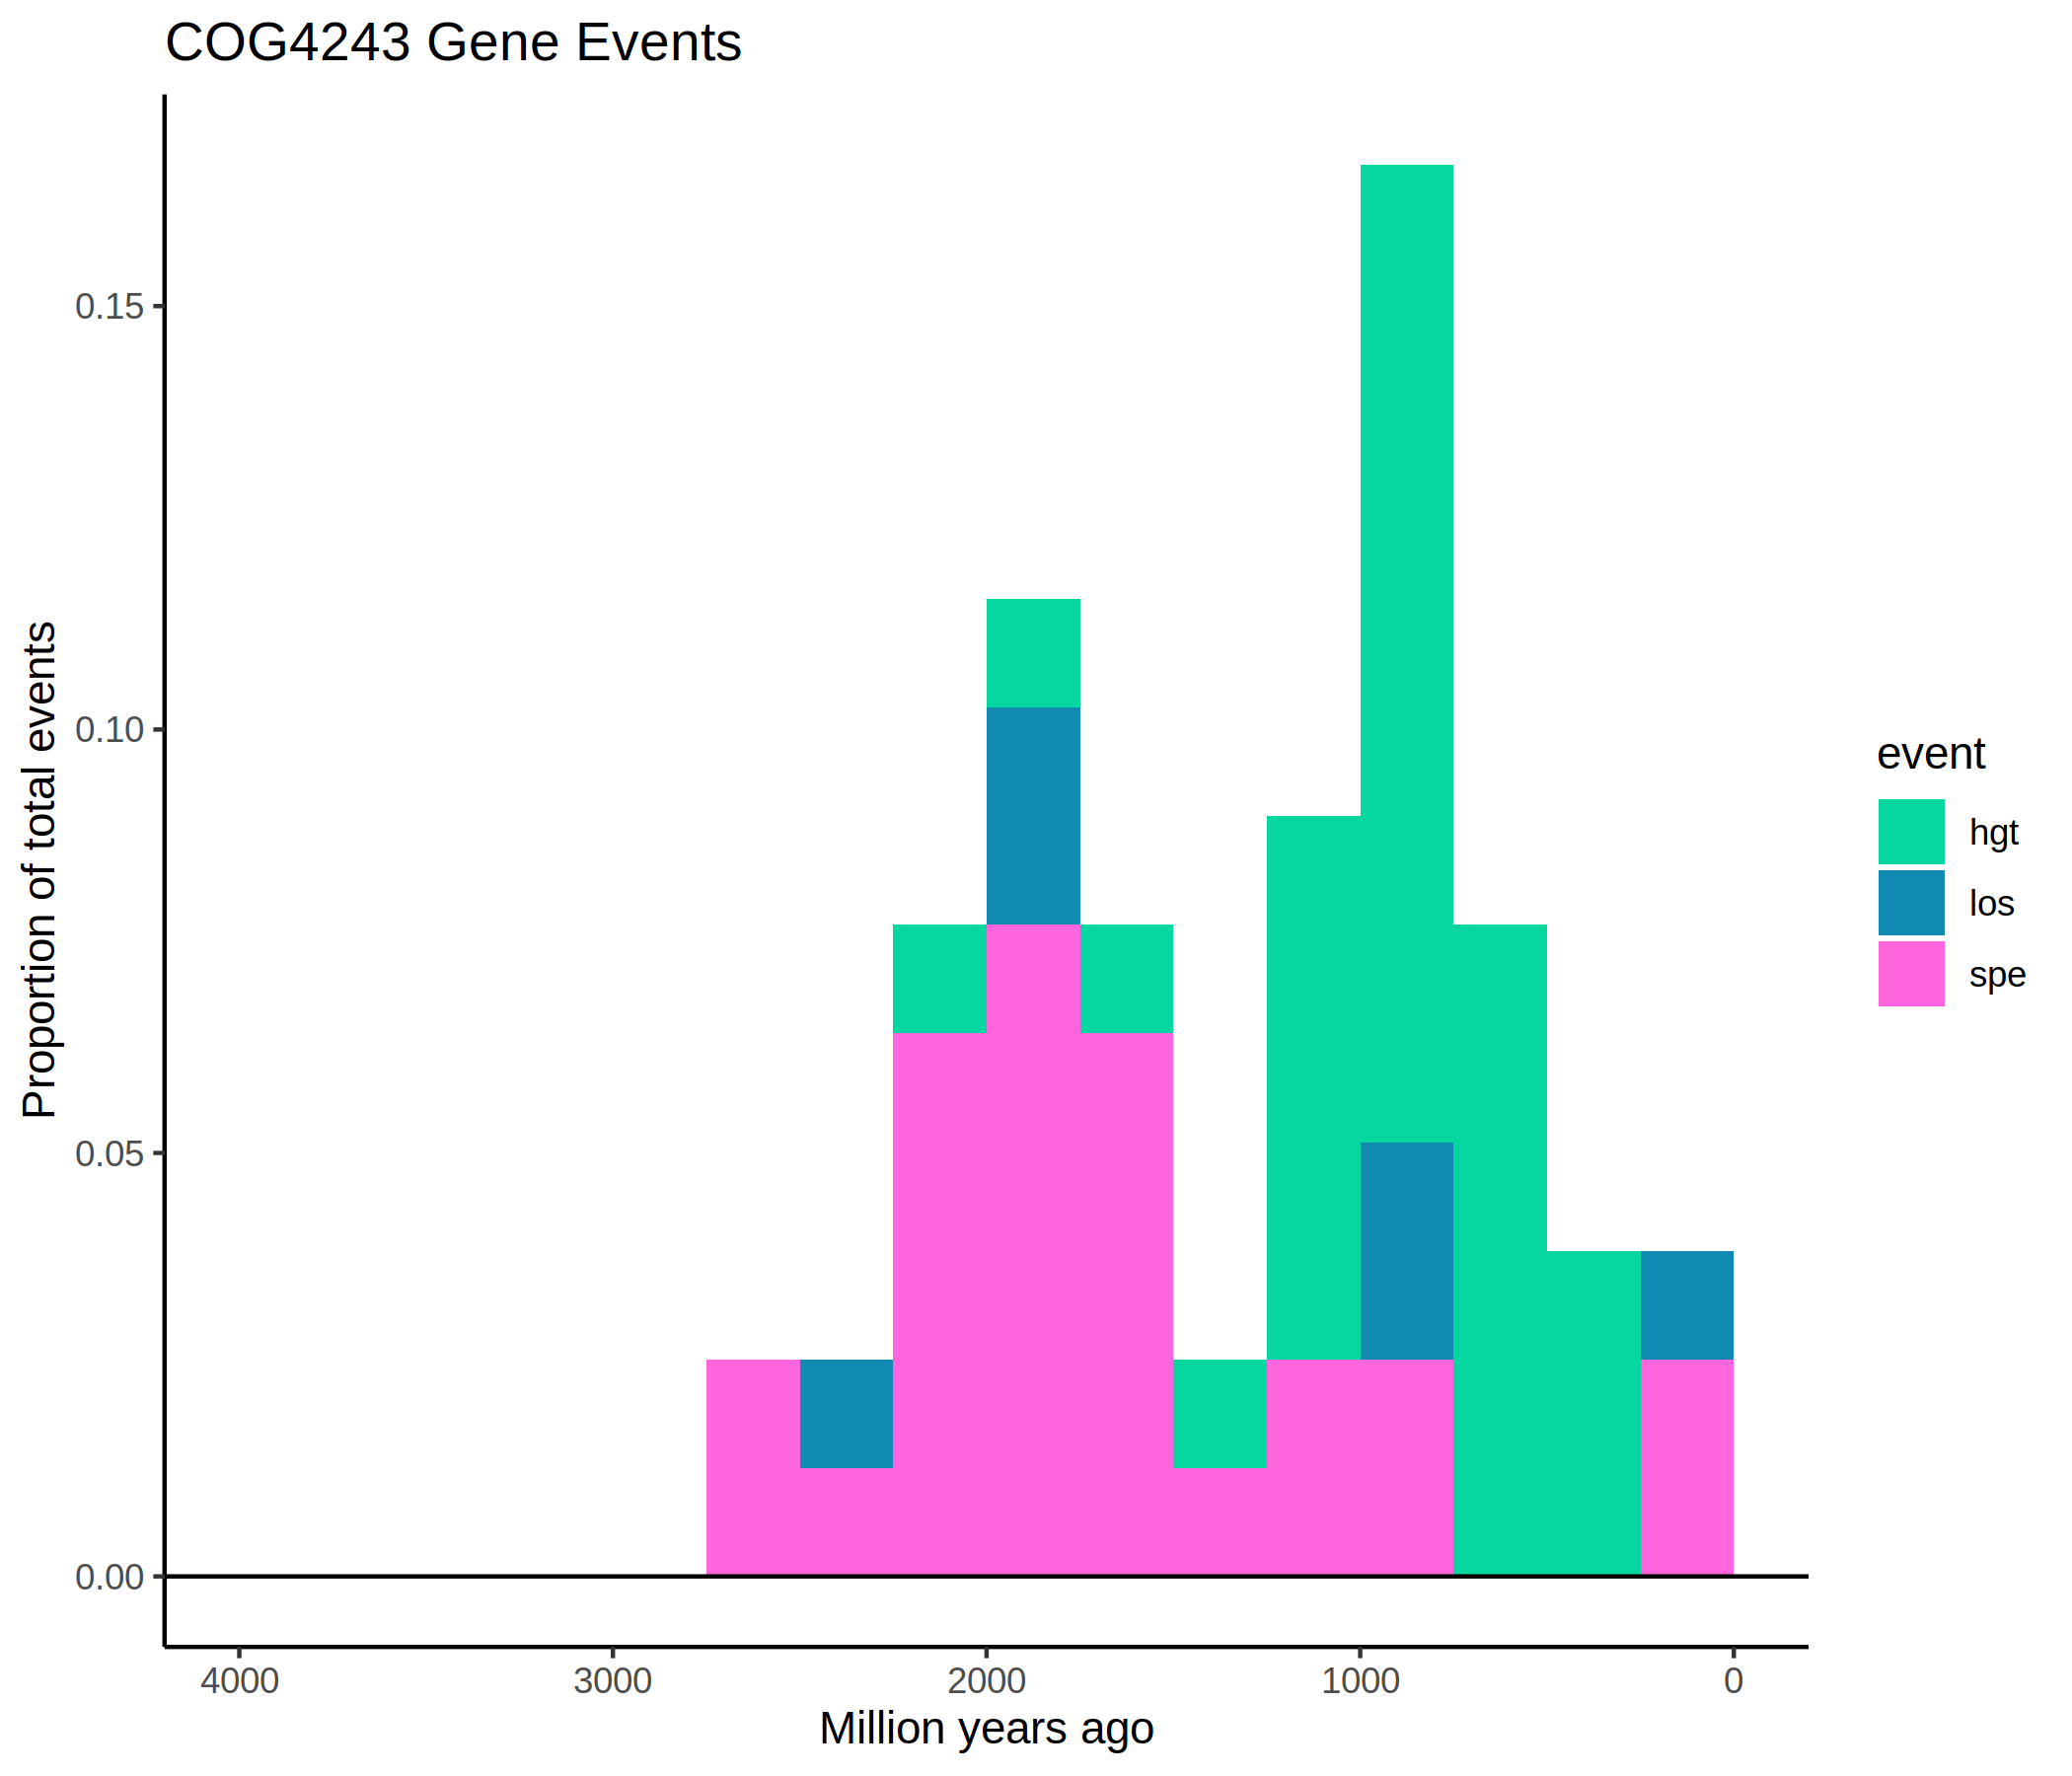 COG4243 Gene Events
Proportion of total events
0.15
0.10
0.05
0.00
4000 3000 2000 1000 0
Million years ago
event
hgt
los
spe